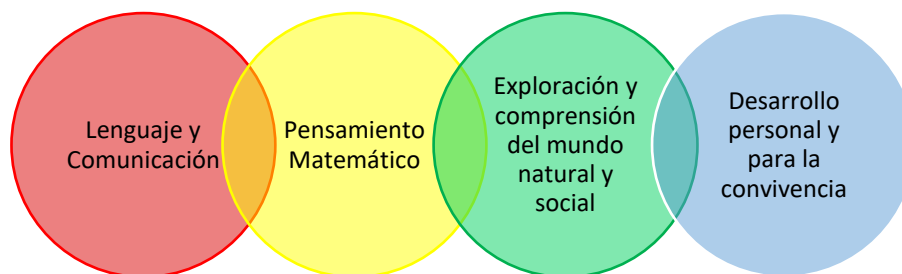 Lenguaje y
Comunicación
Pensamiento
Matemático
Exploración y
comprensión
del mundo
natural y
social
Desarrollo
personal y
para la
convivencia